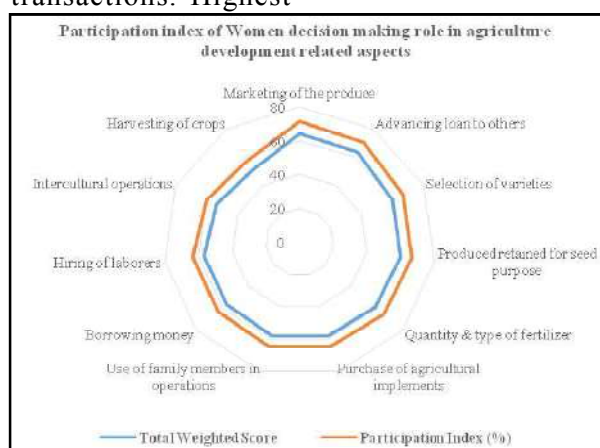 transactions. Highest
Participation index of Women decision making role in agriculture
development related aspects
Marketing of the produce
Advancing loan to others
Selection of varieties
Produced retained for seed
purpose
Quantity & type of fertilizer
Purchase of agricultural
implements
Use of family members in
operations
Borrowing money
Hiring of laborers
Intercultural operations
Harvesting of crops
80
60
40
20
0
Total Weighted Score
Participation Index (%)